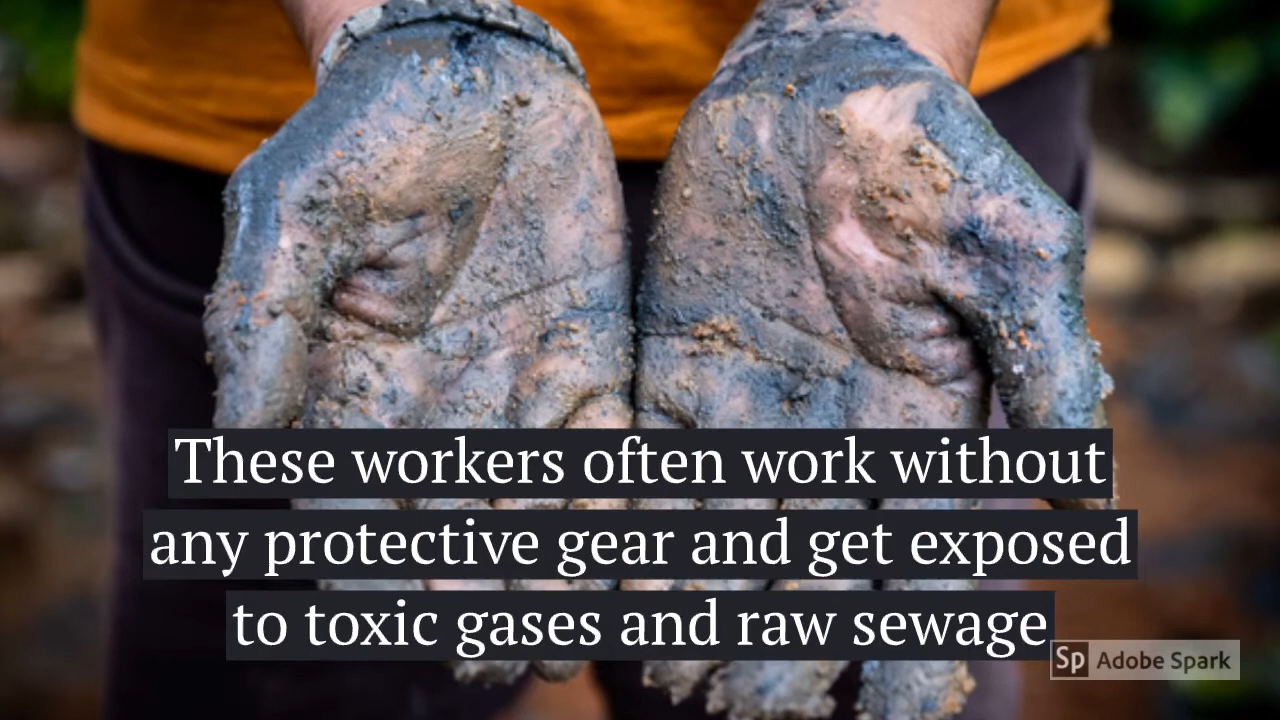 These workers often work without
any protective gear and get exposed
to toxic gases and raw sewage
Sp Adobe Spark